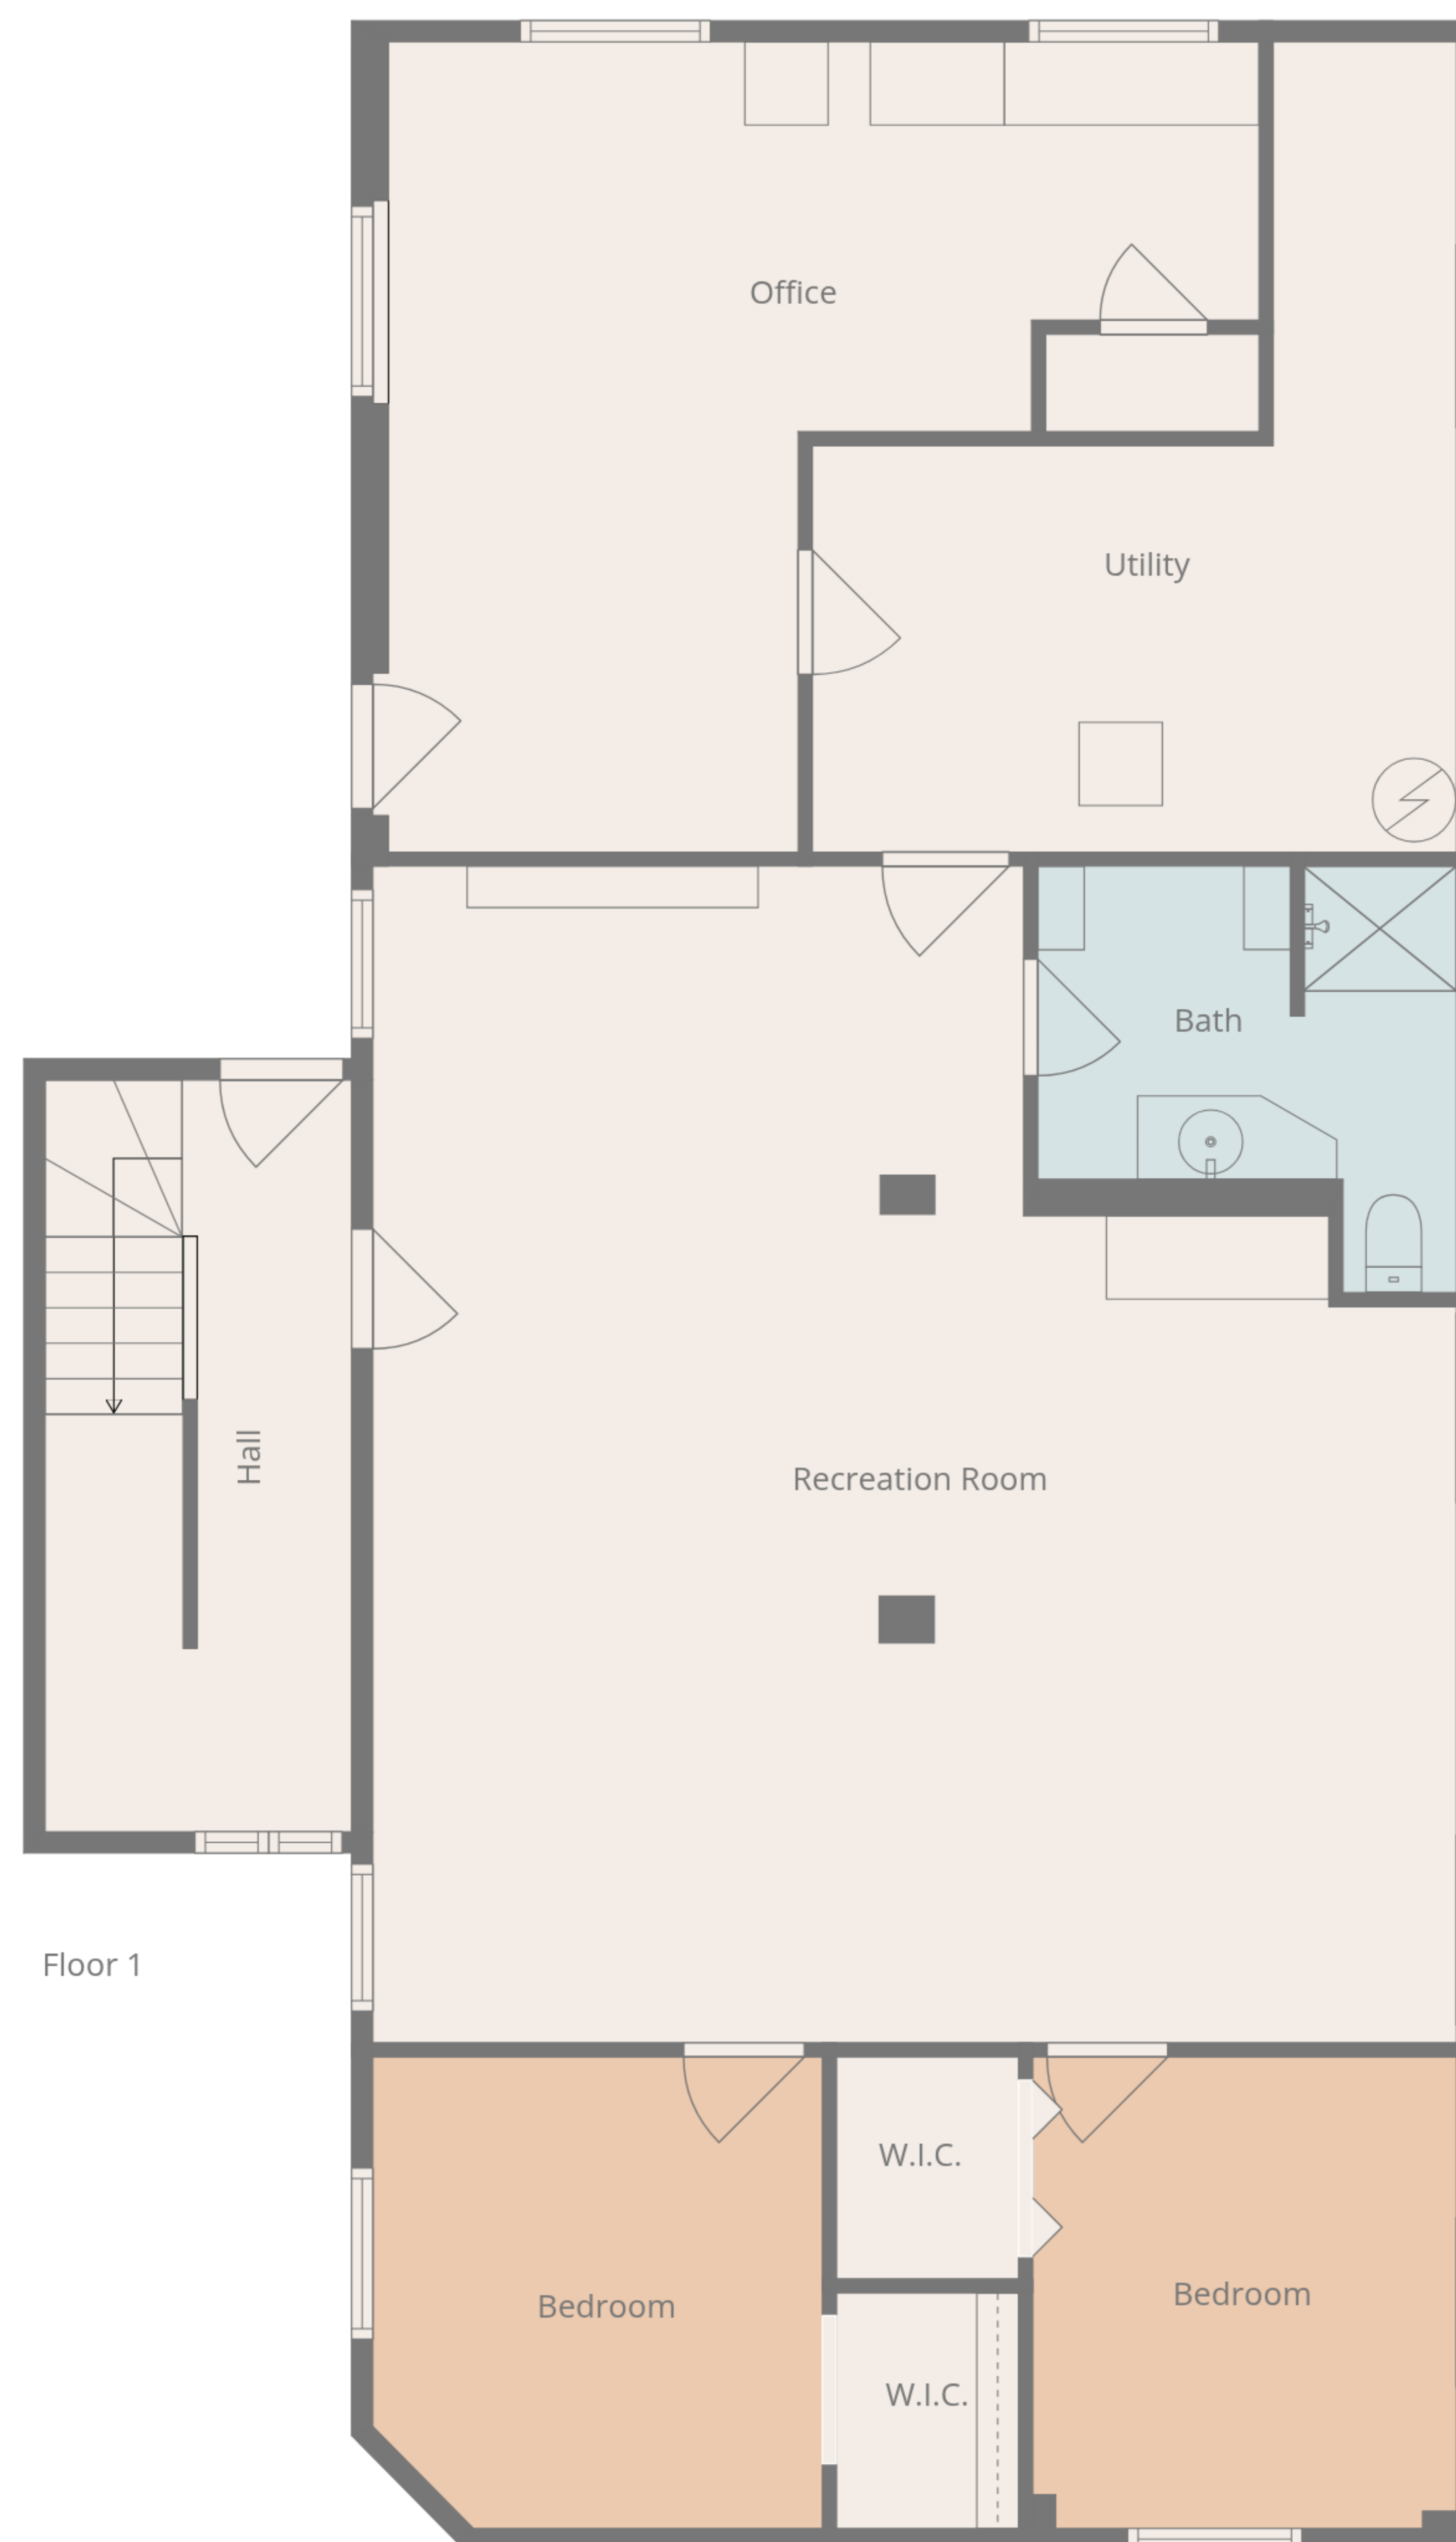 Office
Utility
Bath
Hall
Recreation Room
Floor 1
W.I.C.
Bedroom
Bedroom
W.I.C.